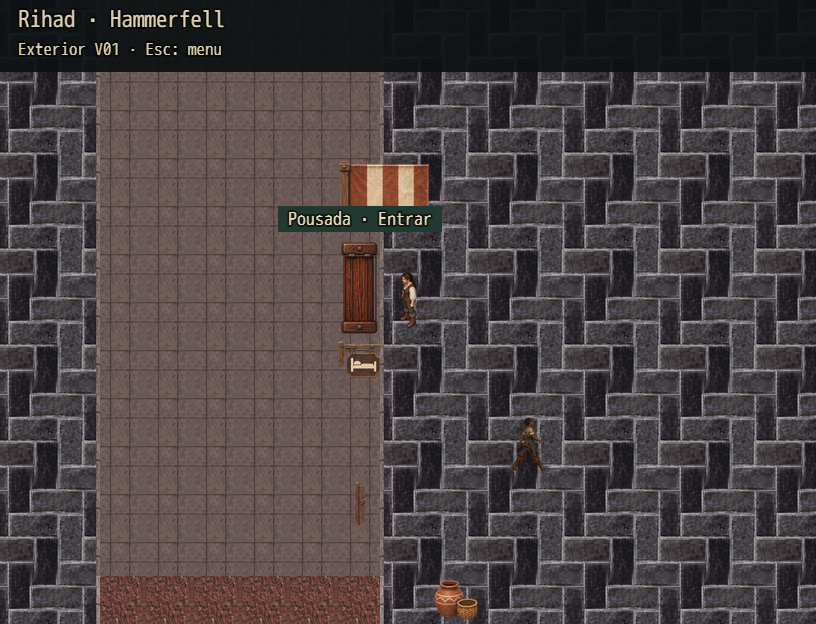 Rihad · Hammerfell
Exterior V01 · Esc: menu
Pousada · Entrar